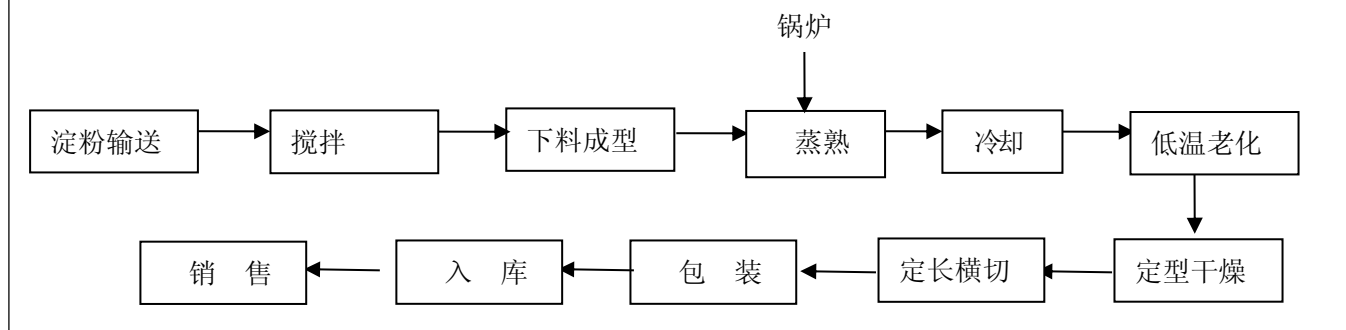 锅炉
淀粉输送
搅拌
下料成型
蒸熟
冷却
低温老化
定型干燥
定长横切
包 装
入 库
销 售